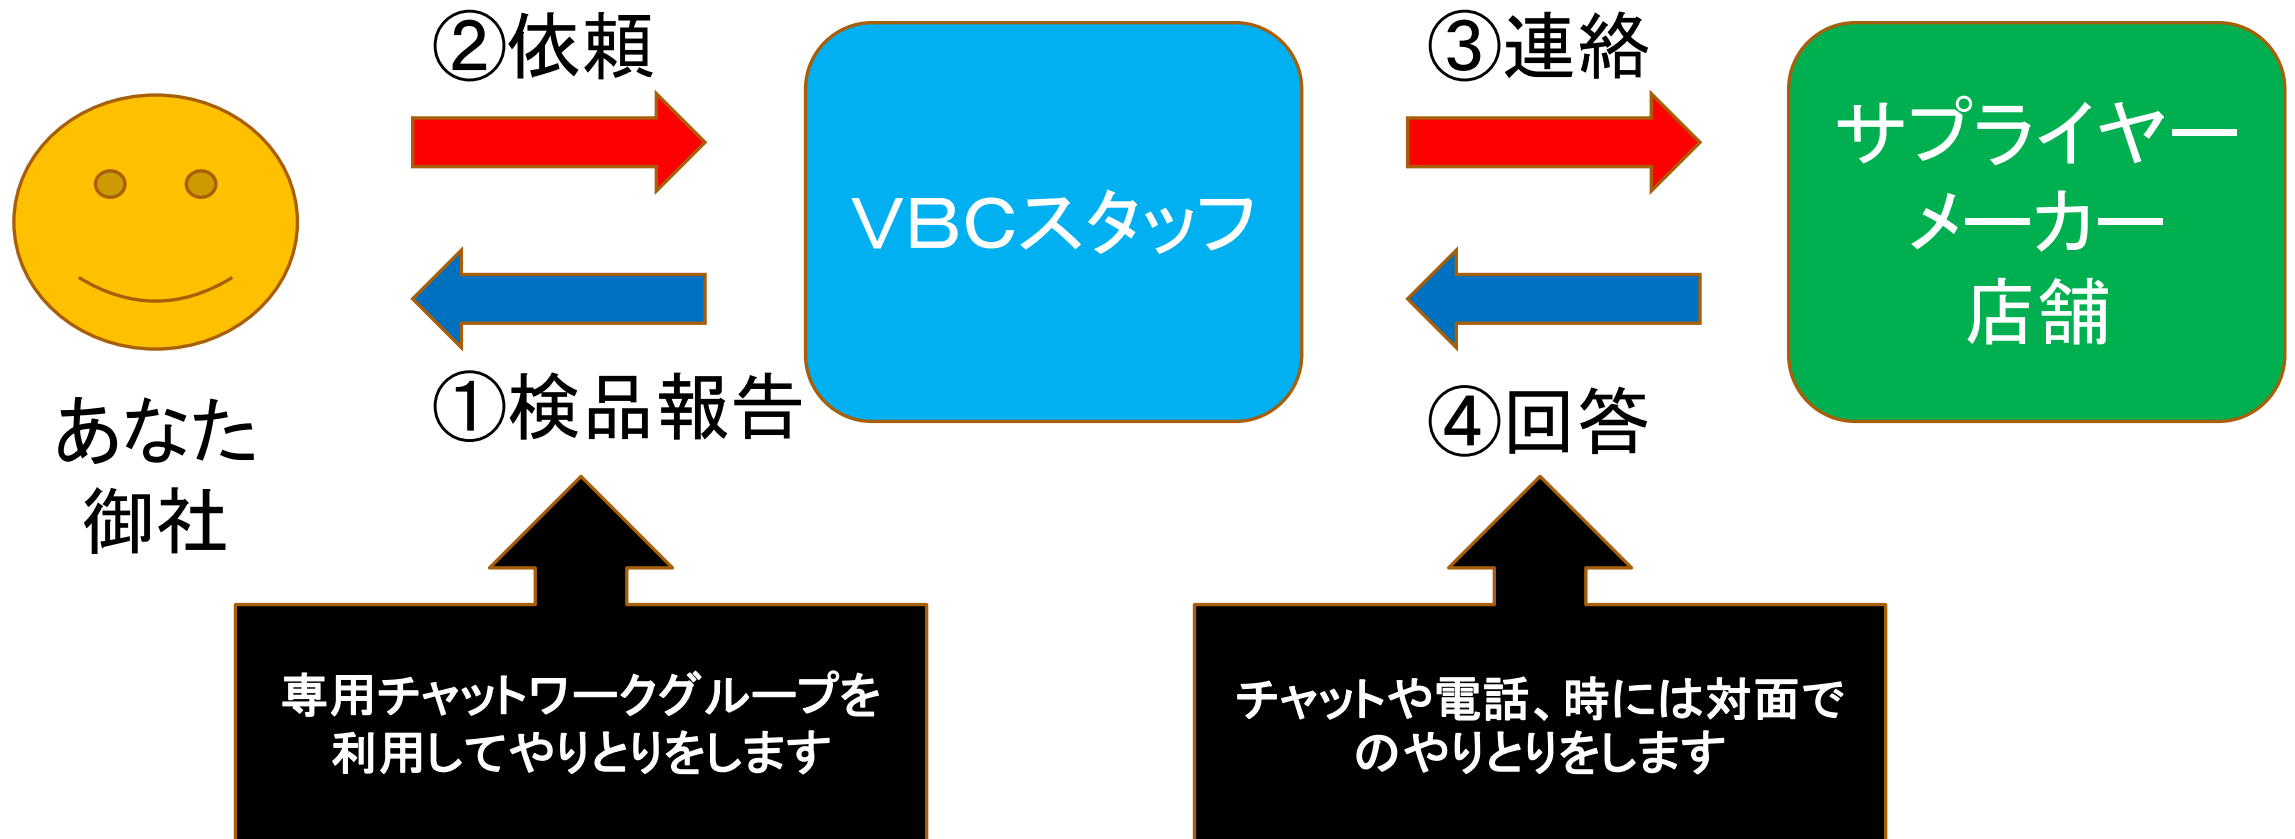 ②依頼
③連絡
VBCスタッフ
サプライヤー
メーカー
店舗
①検品報告
④回答
あなた
御社
専用チャットワークグループを
利用してやりとりをします
チャットや電話、時には対面で
のやりとりをします